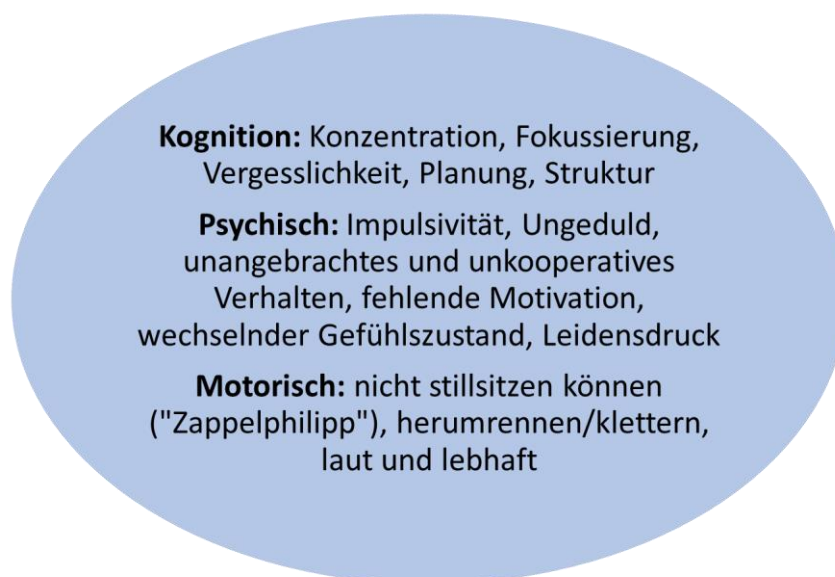 Kognition: Konzentration, Fokussierung,
Vergesslichkeit, Planung, Struktur
Psychisch: Impulsivität, Ungeduld,
unangebrachtes und unkooperatives
Verhalten, fehlende Motivation,
wechselnder Gefühlszustand, Leidensdruck
Motorisch: nicht stillsitzen können
("Zappelphilipp"), herumrennen/klettern,
laut und lebhaft